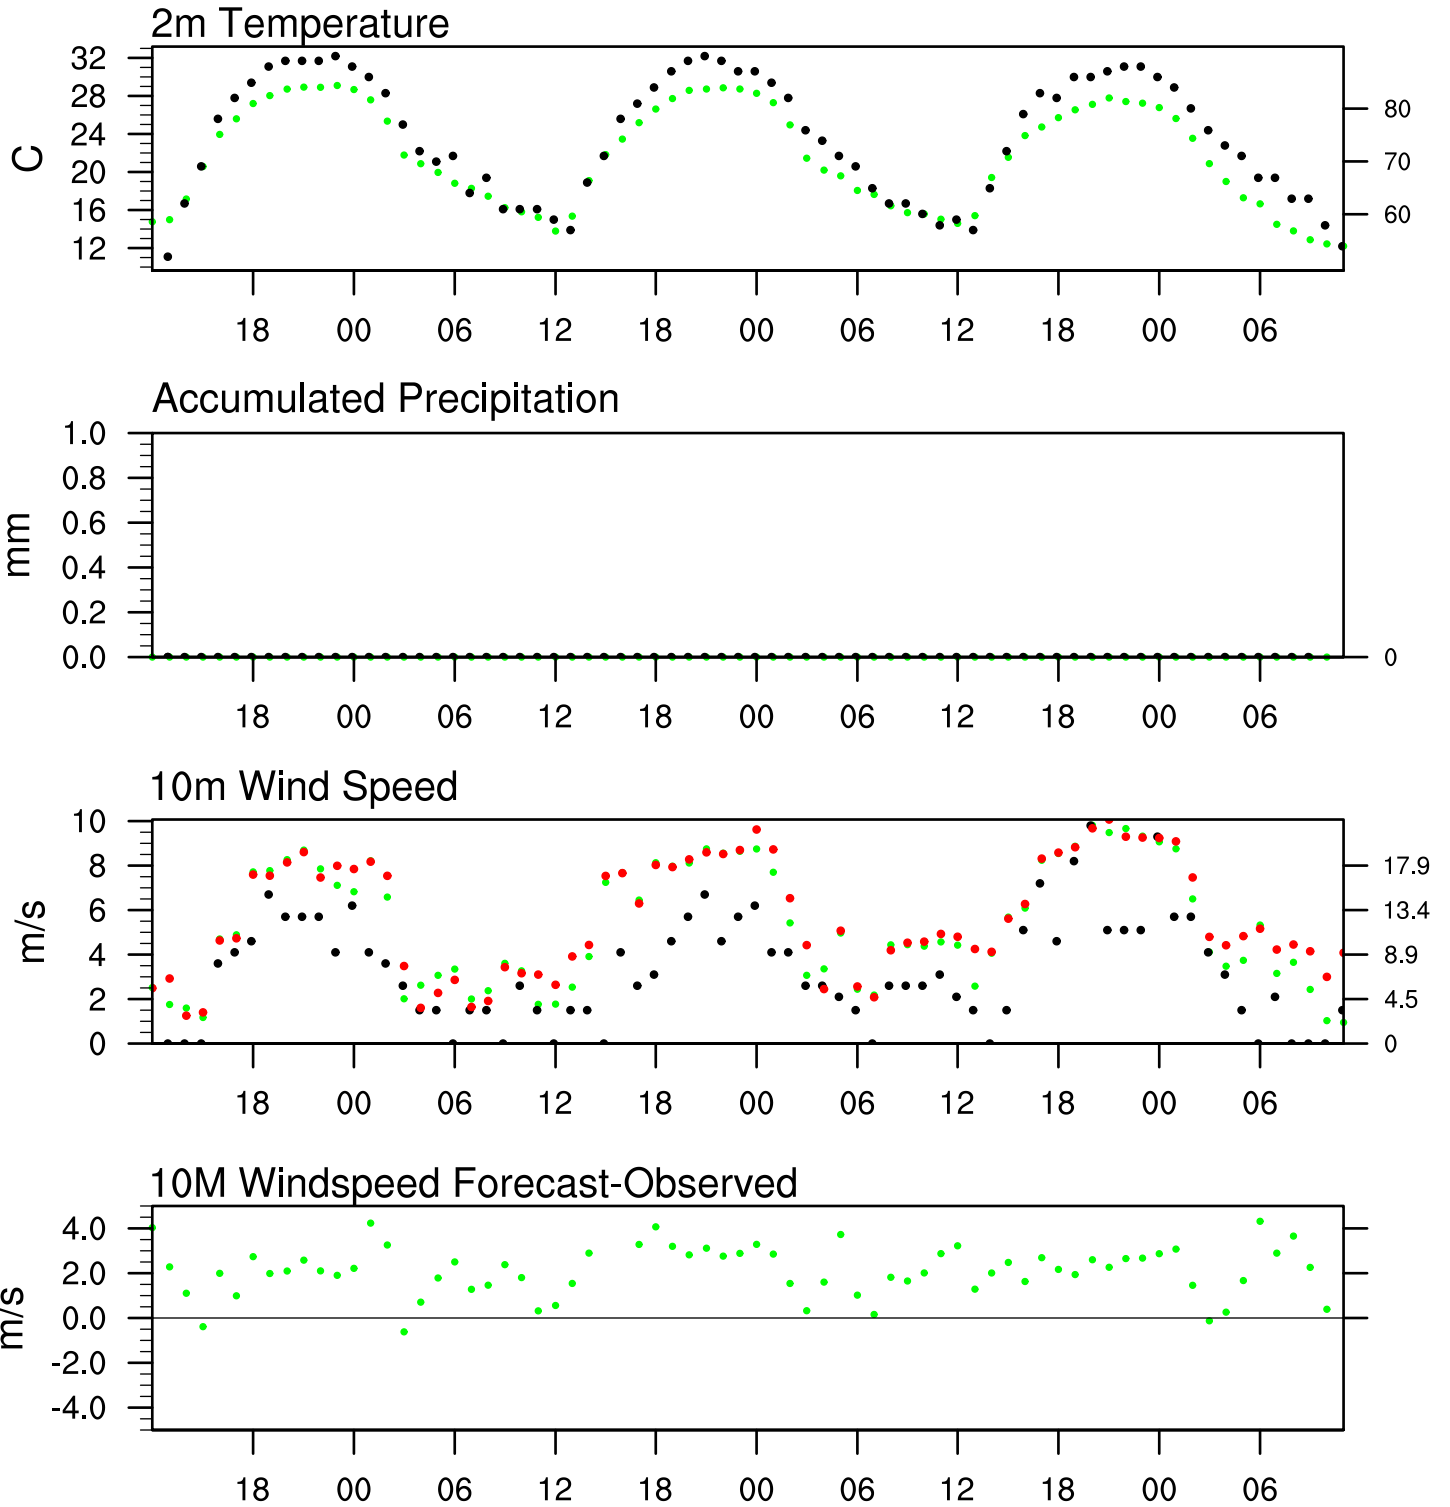 2m Temperature
32
28
24
20
16
12
C
80
70
60
18 00 06 12 18 00 06 12 18 00 06
Accumulated Precipitation
1.0
0.8
0.6
0.4
0.2
0.0
mm
0
18 00 06 12 18 00 06 12 18 00 06
10m Wind Speed
10
8
6
4
2
0
m/s
17.9
13.4
8.9
4.5
0
18 00 06 12 18 00 06 12 18 00 06
10M Windspeed Forecast-Observed
4.0
2.0
0.0
-2.0
-4.0
m/s
18 00 06 12 18 00 06 12 18 00 06